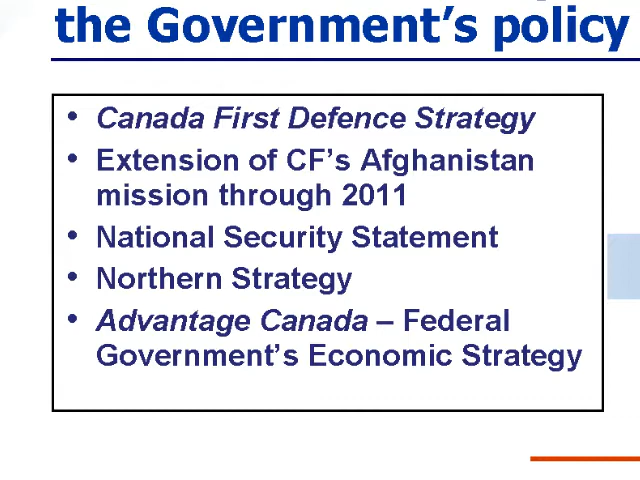 the Government’s policy
• Canada First Defence Strategy
• Extension of CF’s Afghanistan
mission through 2011
• National Security Statement
• Northern Strategy
• Advantage Canada – Federal
Government’s Economic Strategy